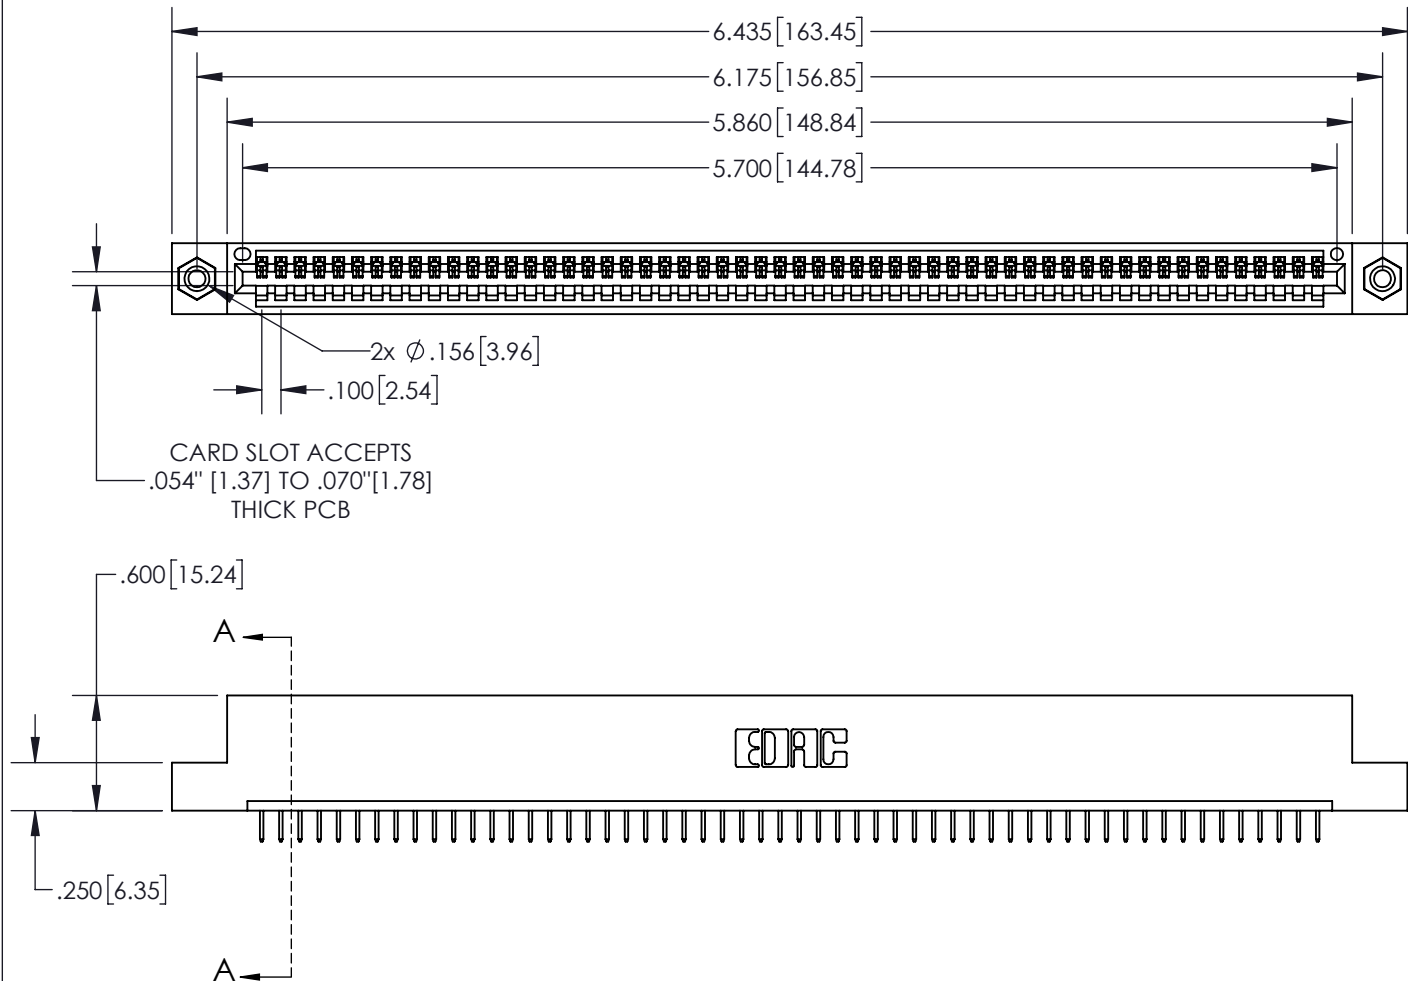 6.435[163.45]
6.175[156.85]
5.860[148.84]
5.700[144.78]
2x Ø.156[3.96]
.100[2.54]
CARD SLOT ACCEPTS
.054" [1.37] TO .070"[1.78]
THICK PCB
.600[15.24]
A
EDAC
.250[6.35]
A